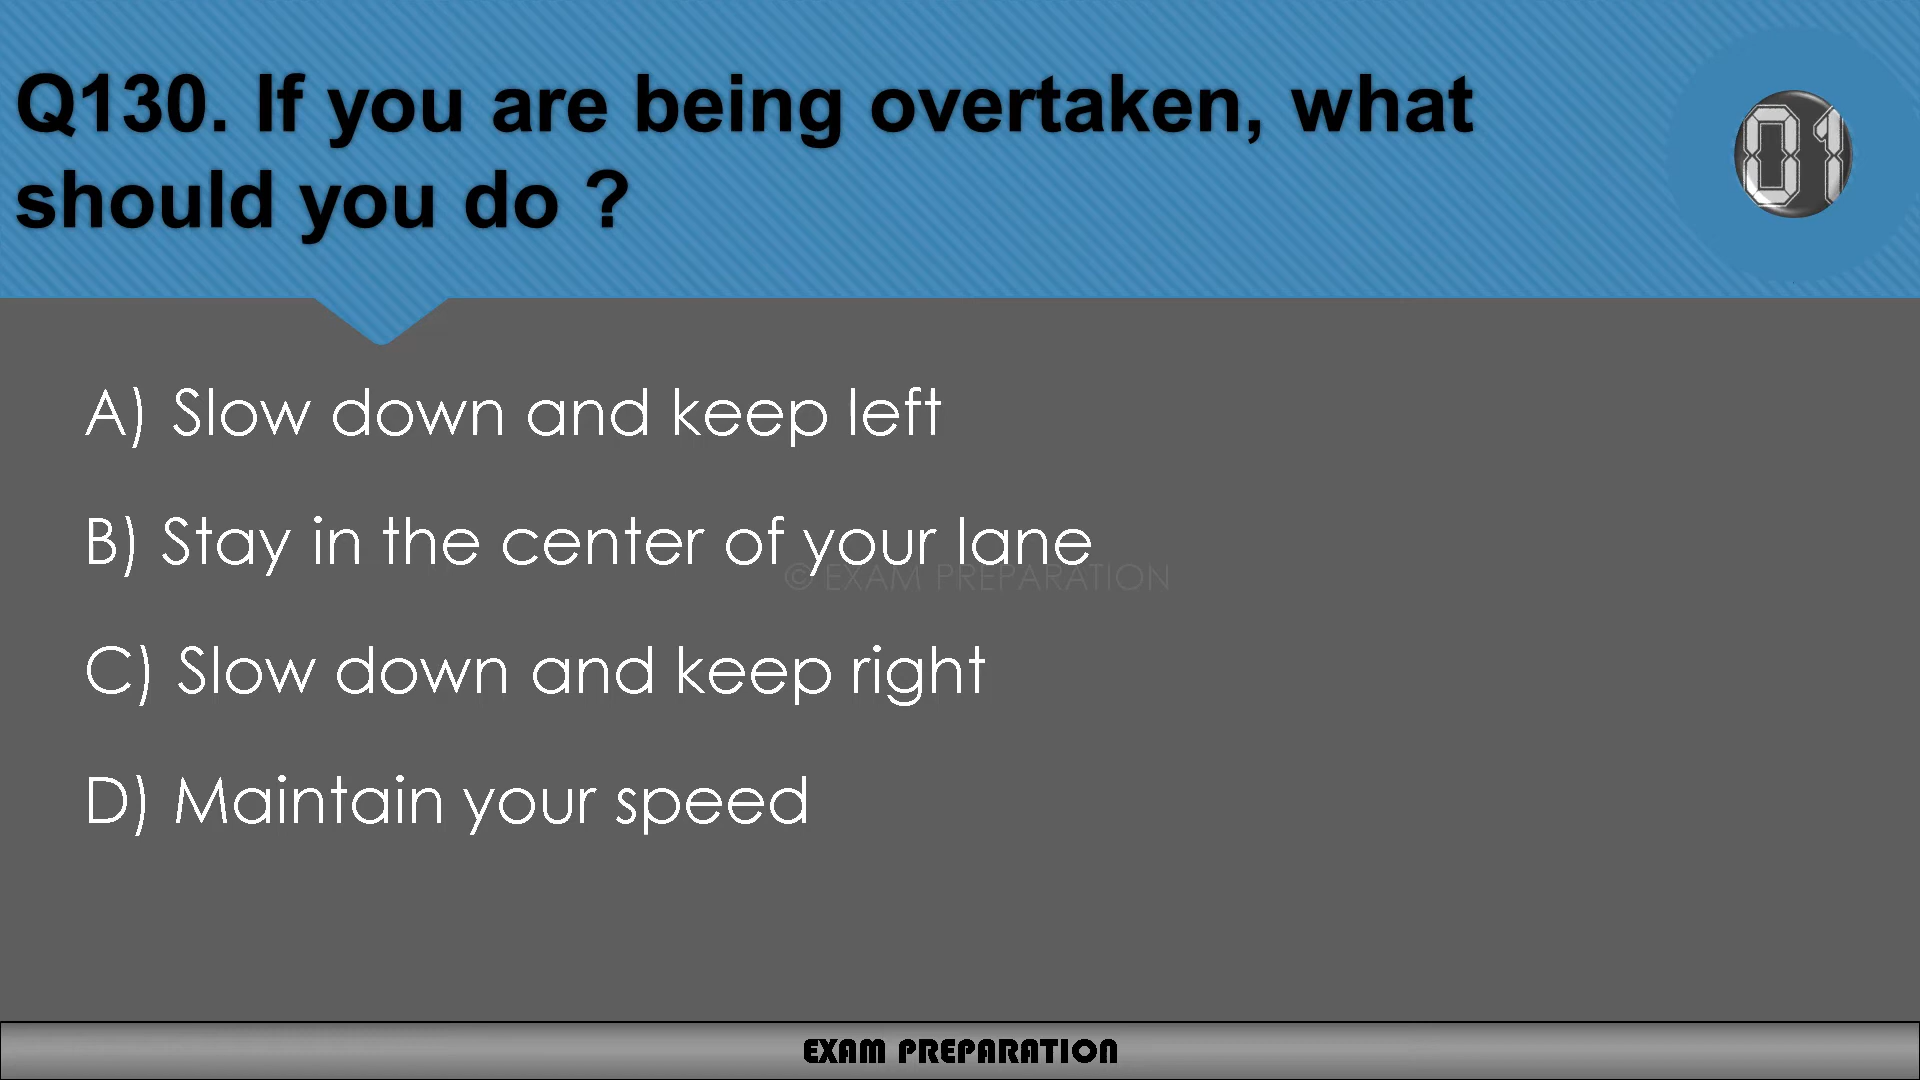 Q130. If you are being overtaken, what
should you do ?
01
A) Slow down and keep left
B) Stay in the center of your lane
© EXAM PREPARATION
C) Slow down and keep right
D) Maintain your speed
EXAM PREPARATION